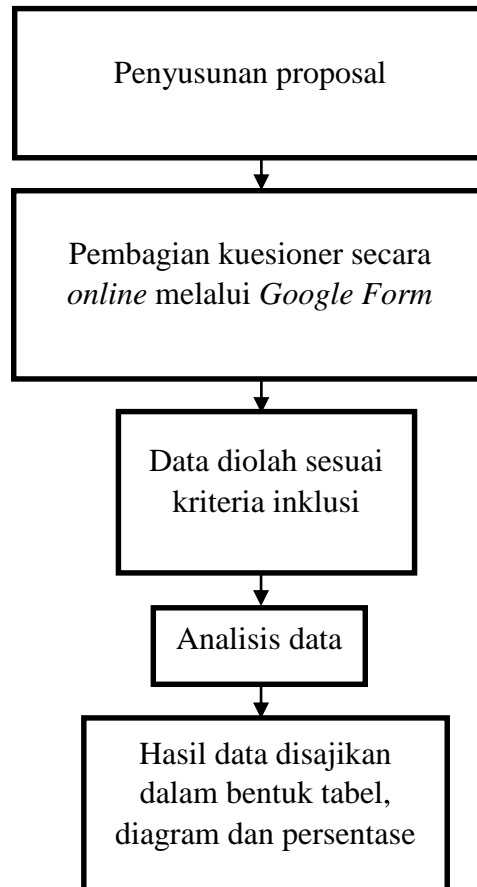 Penyusunan proposal
Pembagian kuesioner secara
online melalui Google Form
Data diolah sesuai
kriteria inklusi
Analisis data
Hasil data disajikan
dalam bentuk tabel,
diagram dan persentase